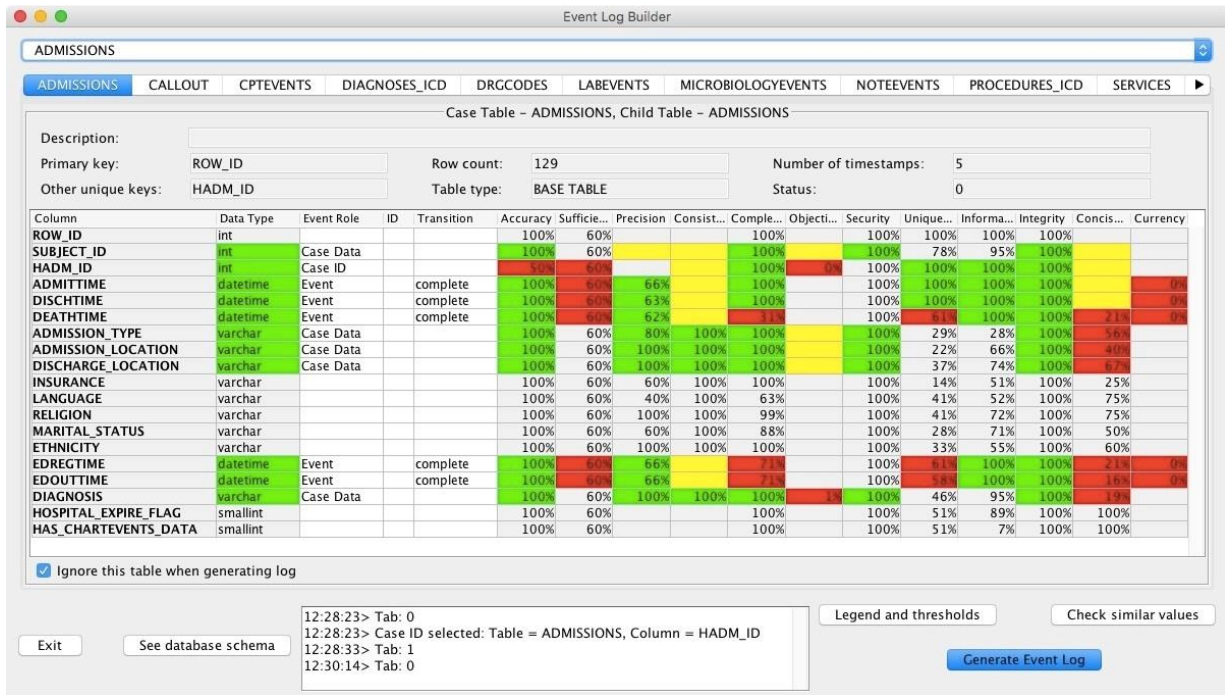 Event Log Builder
ADMISSIONS
ADMISSIONS CALLOUT CPTEVENTS DIAGNOSES_ICD DRGCODES LABEVENTS MICROBIOLOGYEVENTS NOTEEVENTS PROCEDURES_ICD SERVICES
Case Table - ADMISSIONS, Child Table - ADMISSIONS
Description:
Primary key: ROW_ID Row count: 129 Number of timestamps: 5
Other unique keys: HADM_ID Table type: BASE TABLE Status: 0
Column Data Type Event Role ID Transition Accuracy Sufficie... Precision Consist... Comple... Objecti... Security Unique... Informa... Integrity Concis... Currency
ROW_ID int 100% 60% 100% 100% 100% 100% 100%
SUBJECT_ID int Case Data 100% 60% 100% 100% 78% 95% 100%
HADM_ID int Case ID 50% 60% 100% 0% 100% 100% 100% 100%
ADMITTIME datetime Event complete 100% 60% 66% 100% 100% 100% 100% 100% 0%
DISCHTIME datetime Event complete 100% 60% 63% 100% 100% 100% 100% 100% 0%
DEATHTIME datetime Event complete 100% 60% 62% 31% 100% 61% 100% 100% 21% 0%
ADMISSION_TYPE varchar Case Data 100% 60% 80% 100% 100% 100% 29% 28% 100% 56%
ADMISSION_LOCATION varchar Case Data 100% 60% 100% 100% 100% 100% 22% 66% 100% 40%
DISCHARGE_LOCATION varchar Case Data 100% 60% 100% 100% 100% 100% 37% 74% 100% 67%
INSURANCE varchar 100% 60% 60% 100% 100% 100% 14% 51% 100% 25%
LANGUAGE varchar 100% 60% 40% 100% 63% 100% 41% 52% 100% 75%
RELIGION varchar 100% 60% 100% 100% 99% 100% 41% 72% 100% 75%
MARITAL_STATUS varchar 100% 60% 60% 100% 88% 100% 28% 71% 100% 50%
ETHNICITY varchar 100% 60% 100% 100% 100% 100% 33% 55% 100% 60%
EDREGTIME datetime Event complete 100% 60% 66% 71% 100% 61% 100% 100% 21% 0%
EDOUTTIME datetime Event complete 100% 60% 66% 71% 100% 58% 100% 100% 16% 0%
DIAGNOSIS varchar Case Data 100% 60% 100% 100% 100% 1% 100% 46% 95% 100% 19%
HOSPITAL_EXPIRE_FLAG smallint 100% 60% 100% 100% 51% 89% 100% 100%
HAS_CHARTEVENTS_DATA smallint 100% 60% 100% 100% 51% 7% 100% 100%
Ignore this table when generating log
Exit
See database schema
12:28:23> Tab: 0
12:28:23> Case ID selected: Table = ADMISSIONS, Column = HADM_ID
12:28:33> Tab: 1
12:30:14> Tab: 0
Legend and thresholds
Check similar values
Generate Event Log